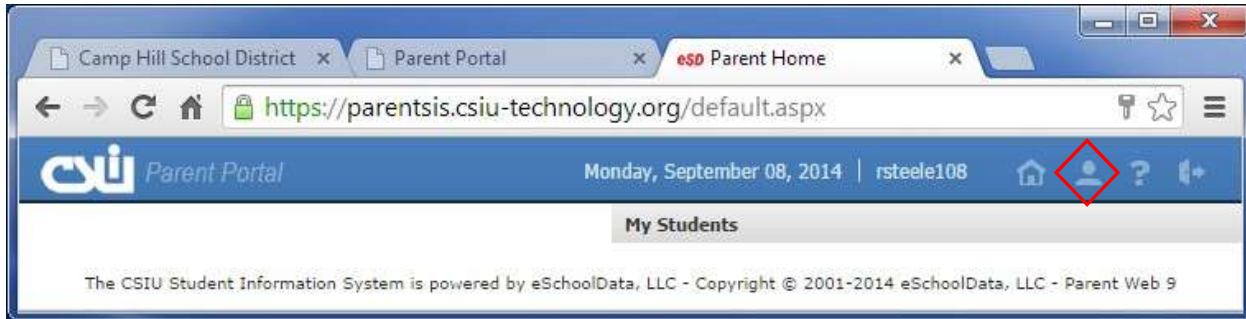 Camp Hill School District
Parent Portal
eSD Parent Home
https://parentsis.csiu-technology.org/default.aspx
CSIU Parent Portal
Monday, September 08, 2014 | rsteele108
?
My Students
The CSIU Student Information System is powered by eSchoolData, LLC - Copyright © 2001-2014 eSchoolData, LLC - Parent Web 9